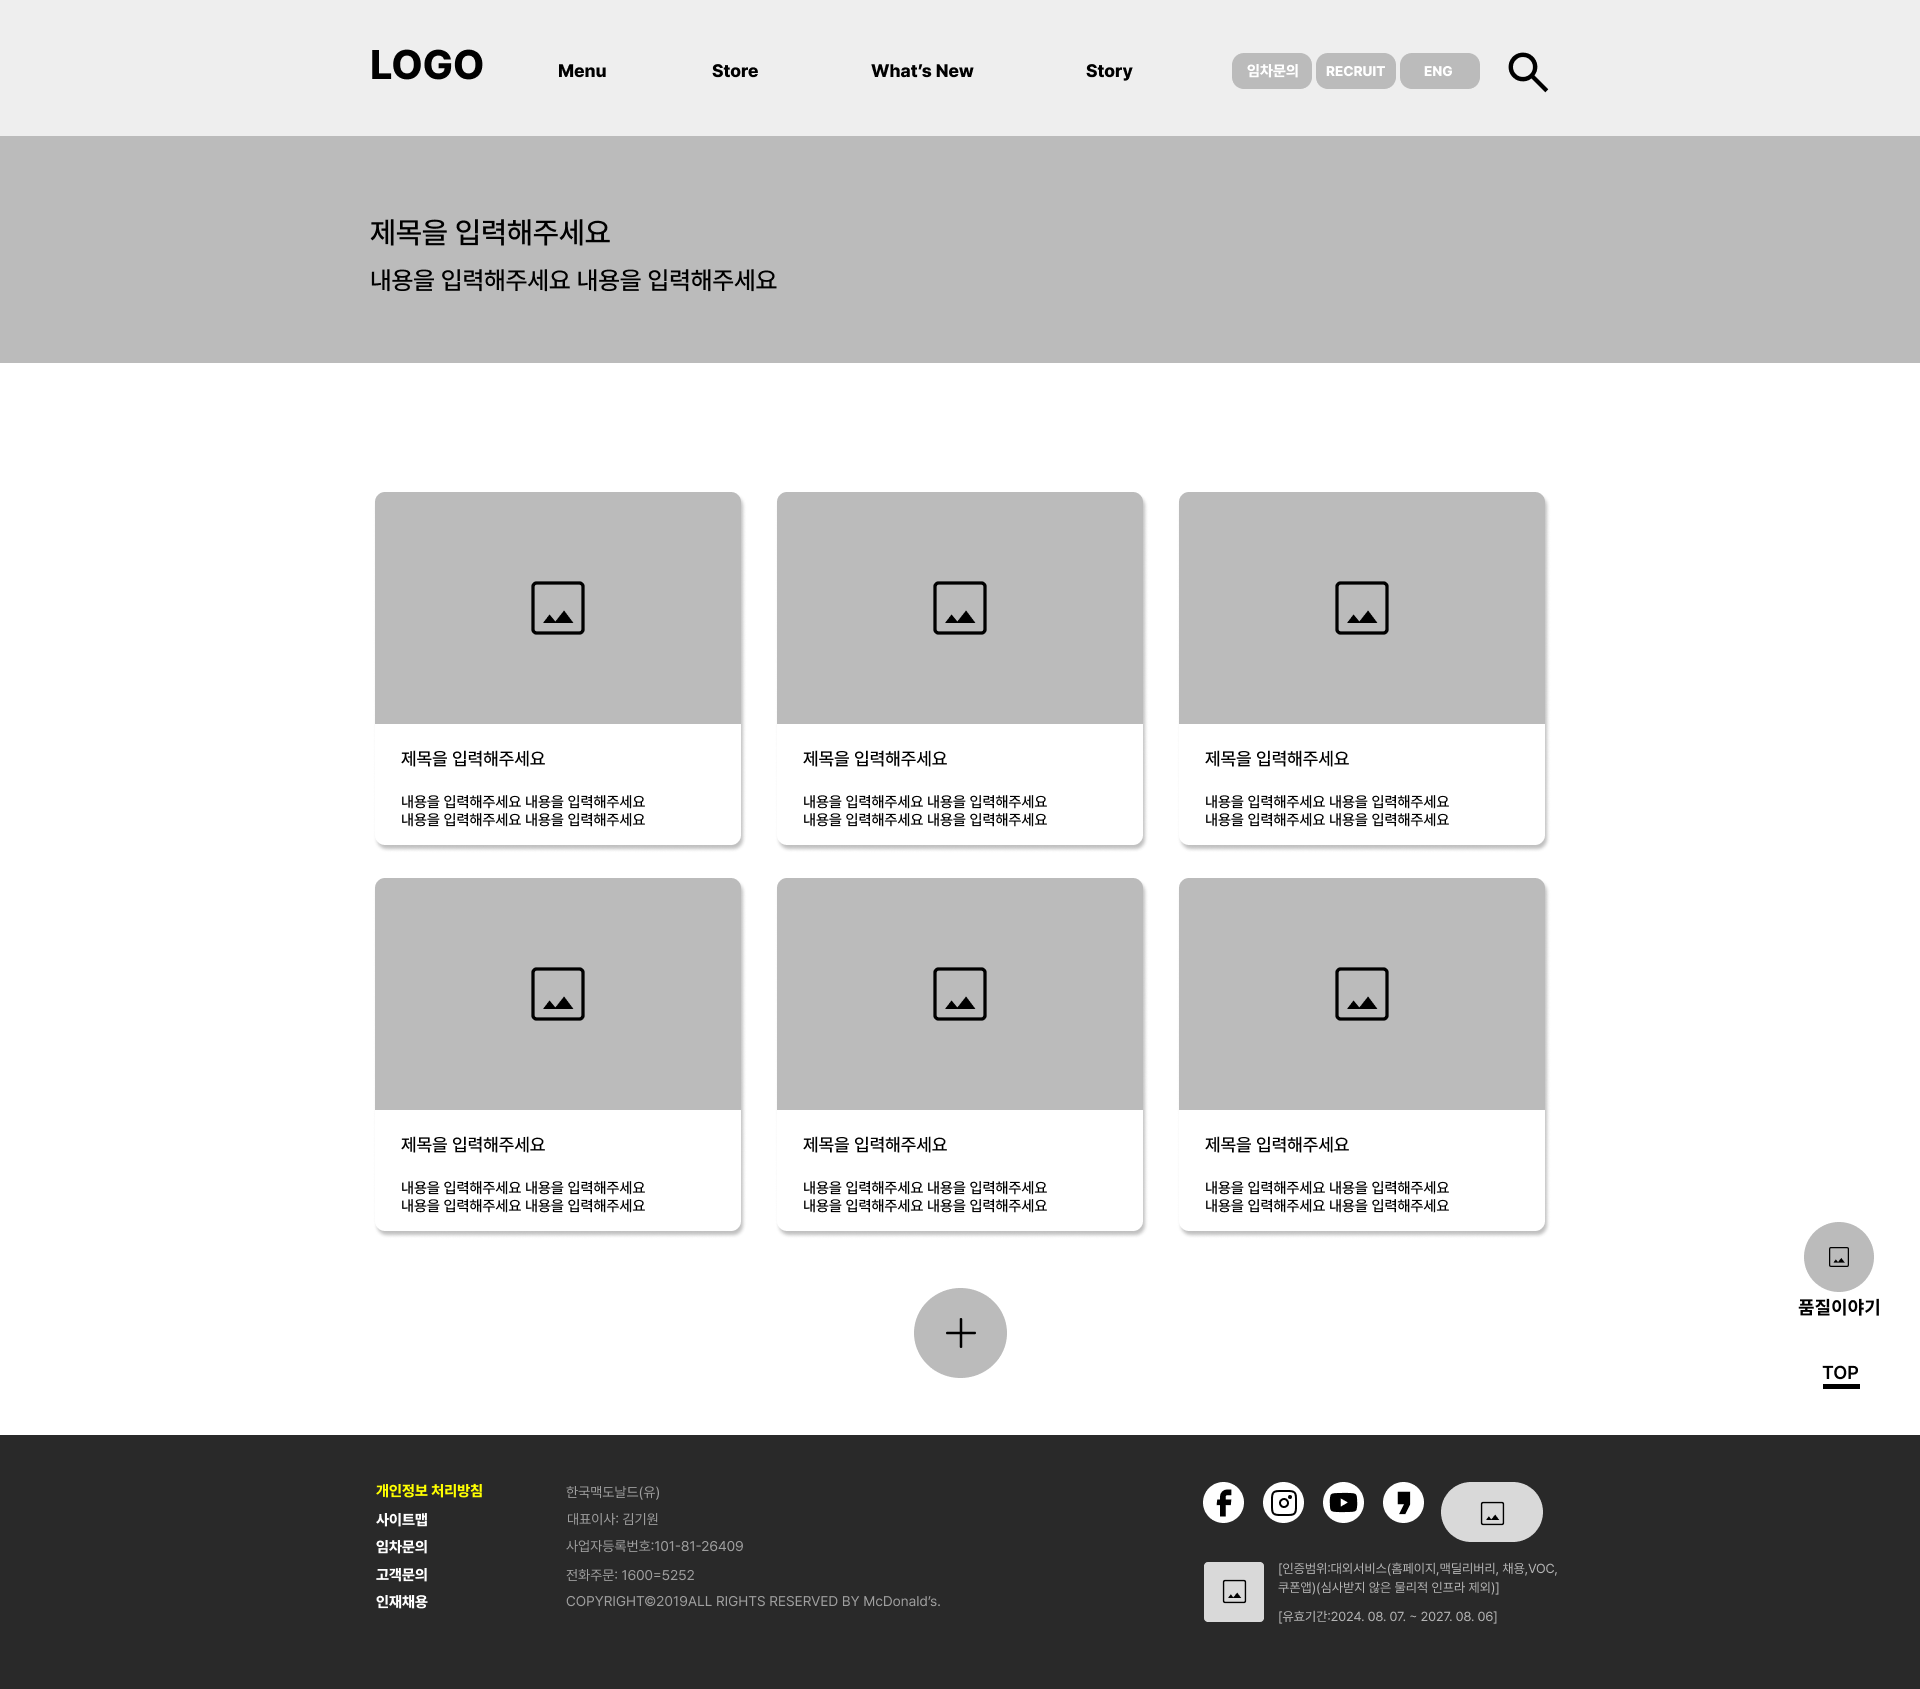 LOGO
Menu
Store
What's New
Story
임차문의
RECRUIT
ENG
제목을 입력해주세요
내용을 입력해주세요 내용을 입력해주세요
제목을 입력해주세요
내용을 입력해주세요 내용을 입력해주세요
내용을 입력해주세요 내용을 입력해주세요
제목을 입력해주세요
내용을 입력해주세요 내용을 입력해주세요
내용을 입력해주세요 내용을 입력해주세요
제목을 입력해주세요
내용을 입력해주세요 내용을 입력해주세요
내용을 입력해주세요 내용을 입력해주세요
제목을 입력해주세요
내용을 입력해주세요 내용을 입력해주세요
내용을 입력해주세요 내용을 입력해주세요
제목을 입력해주세요
내용을 입력해주세요 내용을 입력해주세요
내용을 입력해주세요 내용을 입력해주세요
제목을 입력해주세요
내용을 입력해주세요 내용을 입력해주세요
내용을 입력해주세요 내용을 입력해주세요
품질이야기
TOP
개인정보 처리방침
사이트맵
임차문의
고객문의
인재채용
한국맥도날드(유)
대표이사: 김기원
사업자등록번호:101-81-26409
전화주문: 1600=5252
COPYRIGHT©2019ALL RIGHTS RESERVED BY McDonald's.
[인증범위:대외서비스(홈페이지,맥딜리버리, 채용,VOC,
쿠폰앱)(심사받지 않은 물리적 인프라 제외)]
[유효기간:2024. 08. 07. ~ 2027. 08. 06]